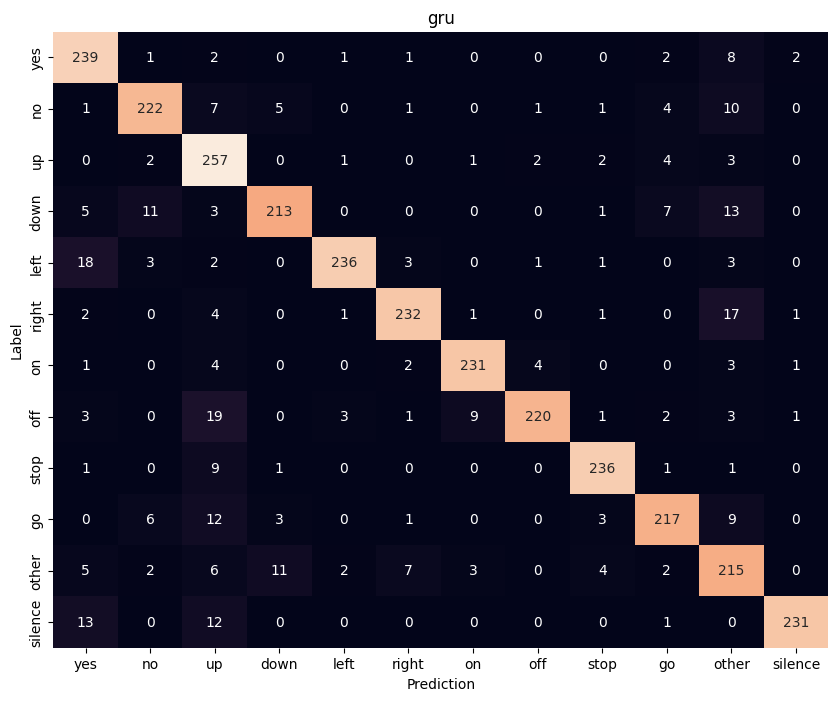 gru
yes 239 1 2 0 1 1 0 0 0 2 8 2
no 1 222 7 5 0 1 0 1 1 4 10 0
up 0 2 257 0 1 0 1 2 2 4 3 0
down 5 11 3 213 0 0 0 0 1 7 13 0
left 18 3 2 0 236 3 0 1 1 0 3 0
right 2 0 4 0 1 232 1 0 1 0 17 1
on 1 0 4 0 0 2 231 4 0 0 3 1
off 3 0 19 0 3 1 9 220 1 2 3 1
stop 1 0 9 1 0 0 0 0 236 1 1 0
go 0 6 12 3 0 1 0 0 3 217 9 0
other 5 2 6 11 2 7 3 0 4 2 215 0
silence 13 0 12 0 0 0 0 0 0 1 0 231
Label
yes no up down left right on off stop go other silence
Prediction